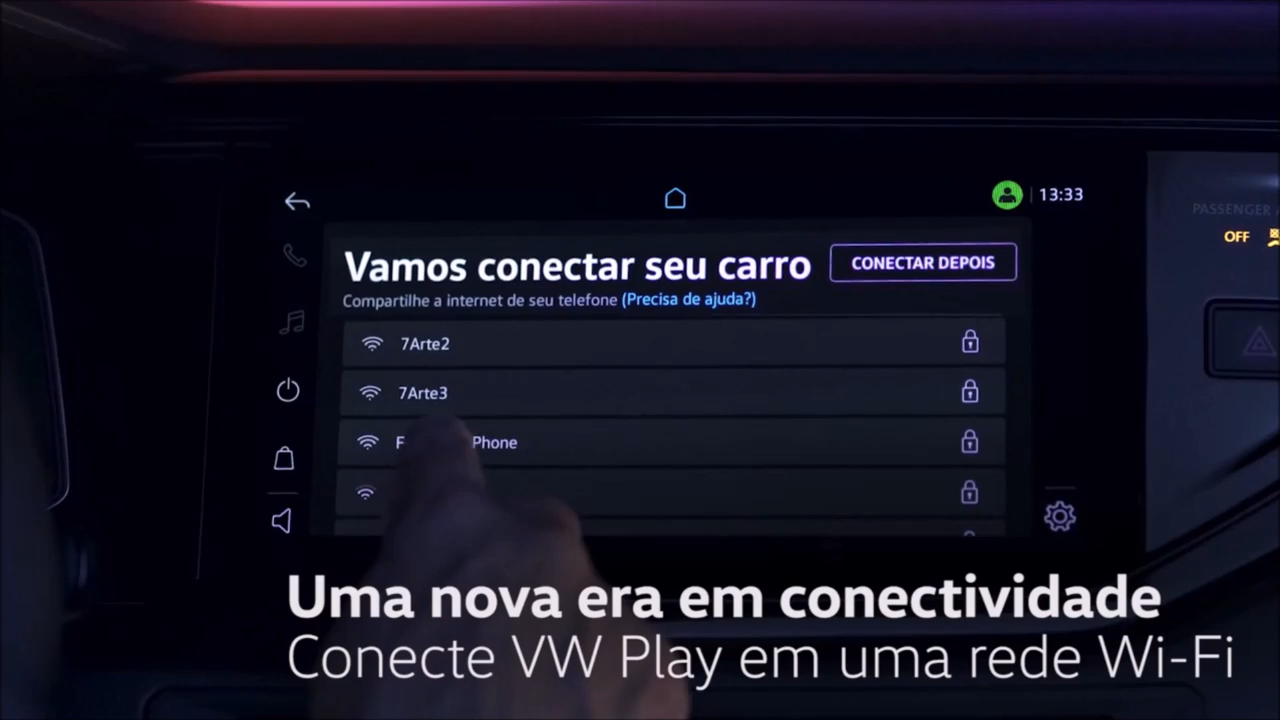 13:33
PASSENGER
OFF
Vamos conectar seu carro
CONECTAR DEPOIS
Compartilhe a internet de seu telefone (Precisa de ajuda?)
7Arte2
7Arte3
Phone
Uma nova era em conectividade
Conecte VW Play em uma rede Wi-Fi